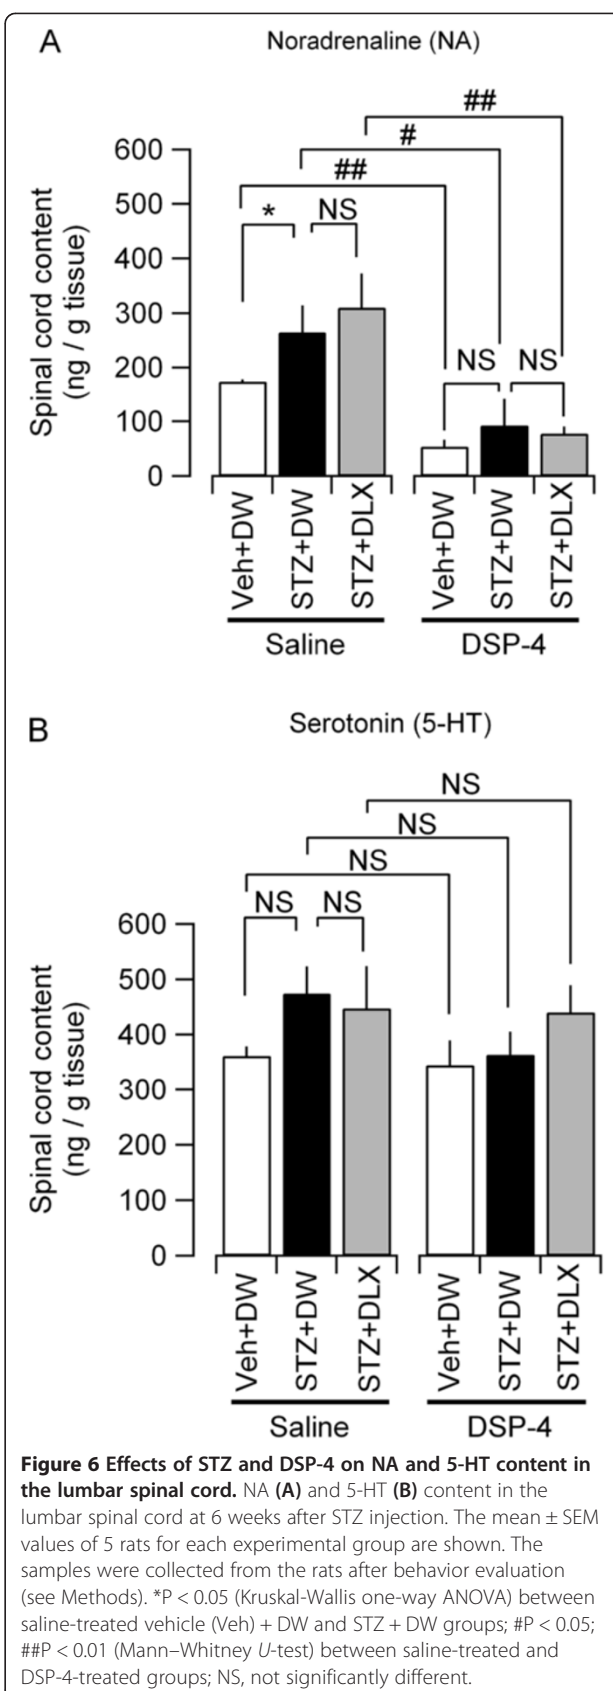 A
Noradrenaline (NA)
##
#
##
* NS
NS NS
Spinal cord content
(ng / g tissue)
600
500
400
300
200
100
0
Veh+DW
STZ+DW
STZ+DLX
Veh+DW
STZ+DW
STZ+DLX
Saline DSP-4
B
Serotonin (5-HT)
NS
NS
NS
NS NS
Spinal cord content
(ng / g tissue)
600
500
400
300
200
100
0
Veh+DW
STZ+DW
STZ+DLX
Veh+DW
STZ+DW
STZ+DLX
Saline DSP-4
Figure 6 Effects of STZ and DSP-4 on NA and 5-HT content in
the lumbar spinal cord. NA (A) and 5-HT (B) content in the
lumbar spinal cord at 6 weeks after STZ injection. The mean ± SEM
values of 5 rats for each experimental group are shown. The
samples were collected from the rats after behavior evaluation
(see Methods). *P < 0.05 (Kruskal-Wallis one-way ANOVA) between
saline-treated vehicle (Veh) + DW and STZ + DW groups; #P < 0.05;
##P < 0.01 (Mann–Whitney U-test) between saline-treated and
DSP-4-treated groups; NS, not significantly different.